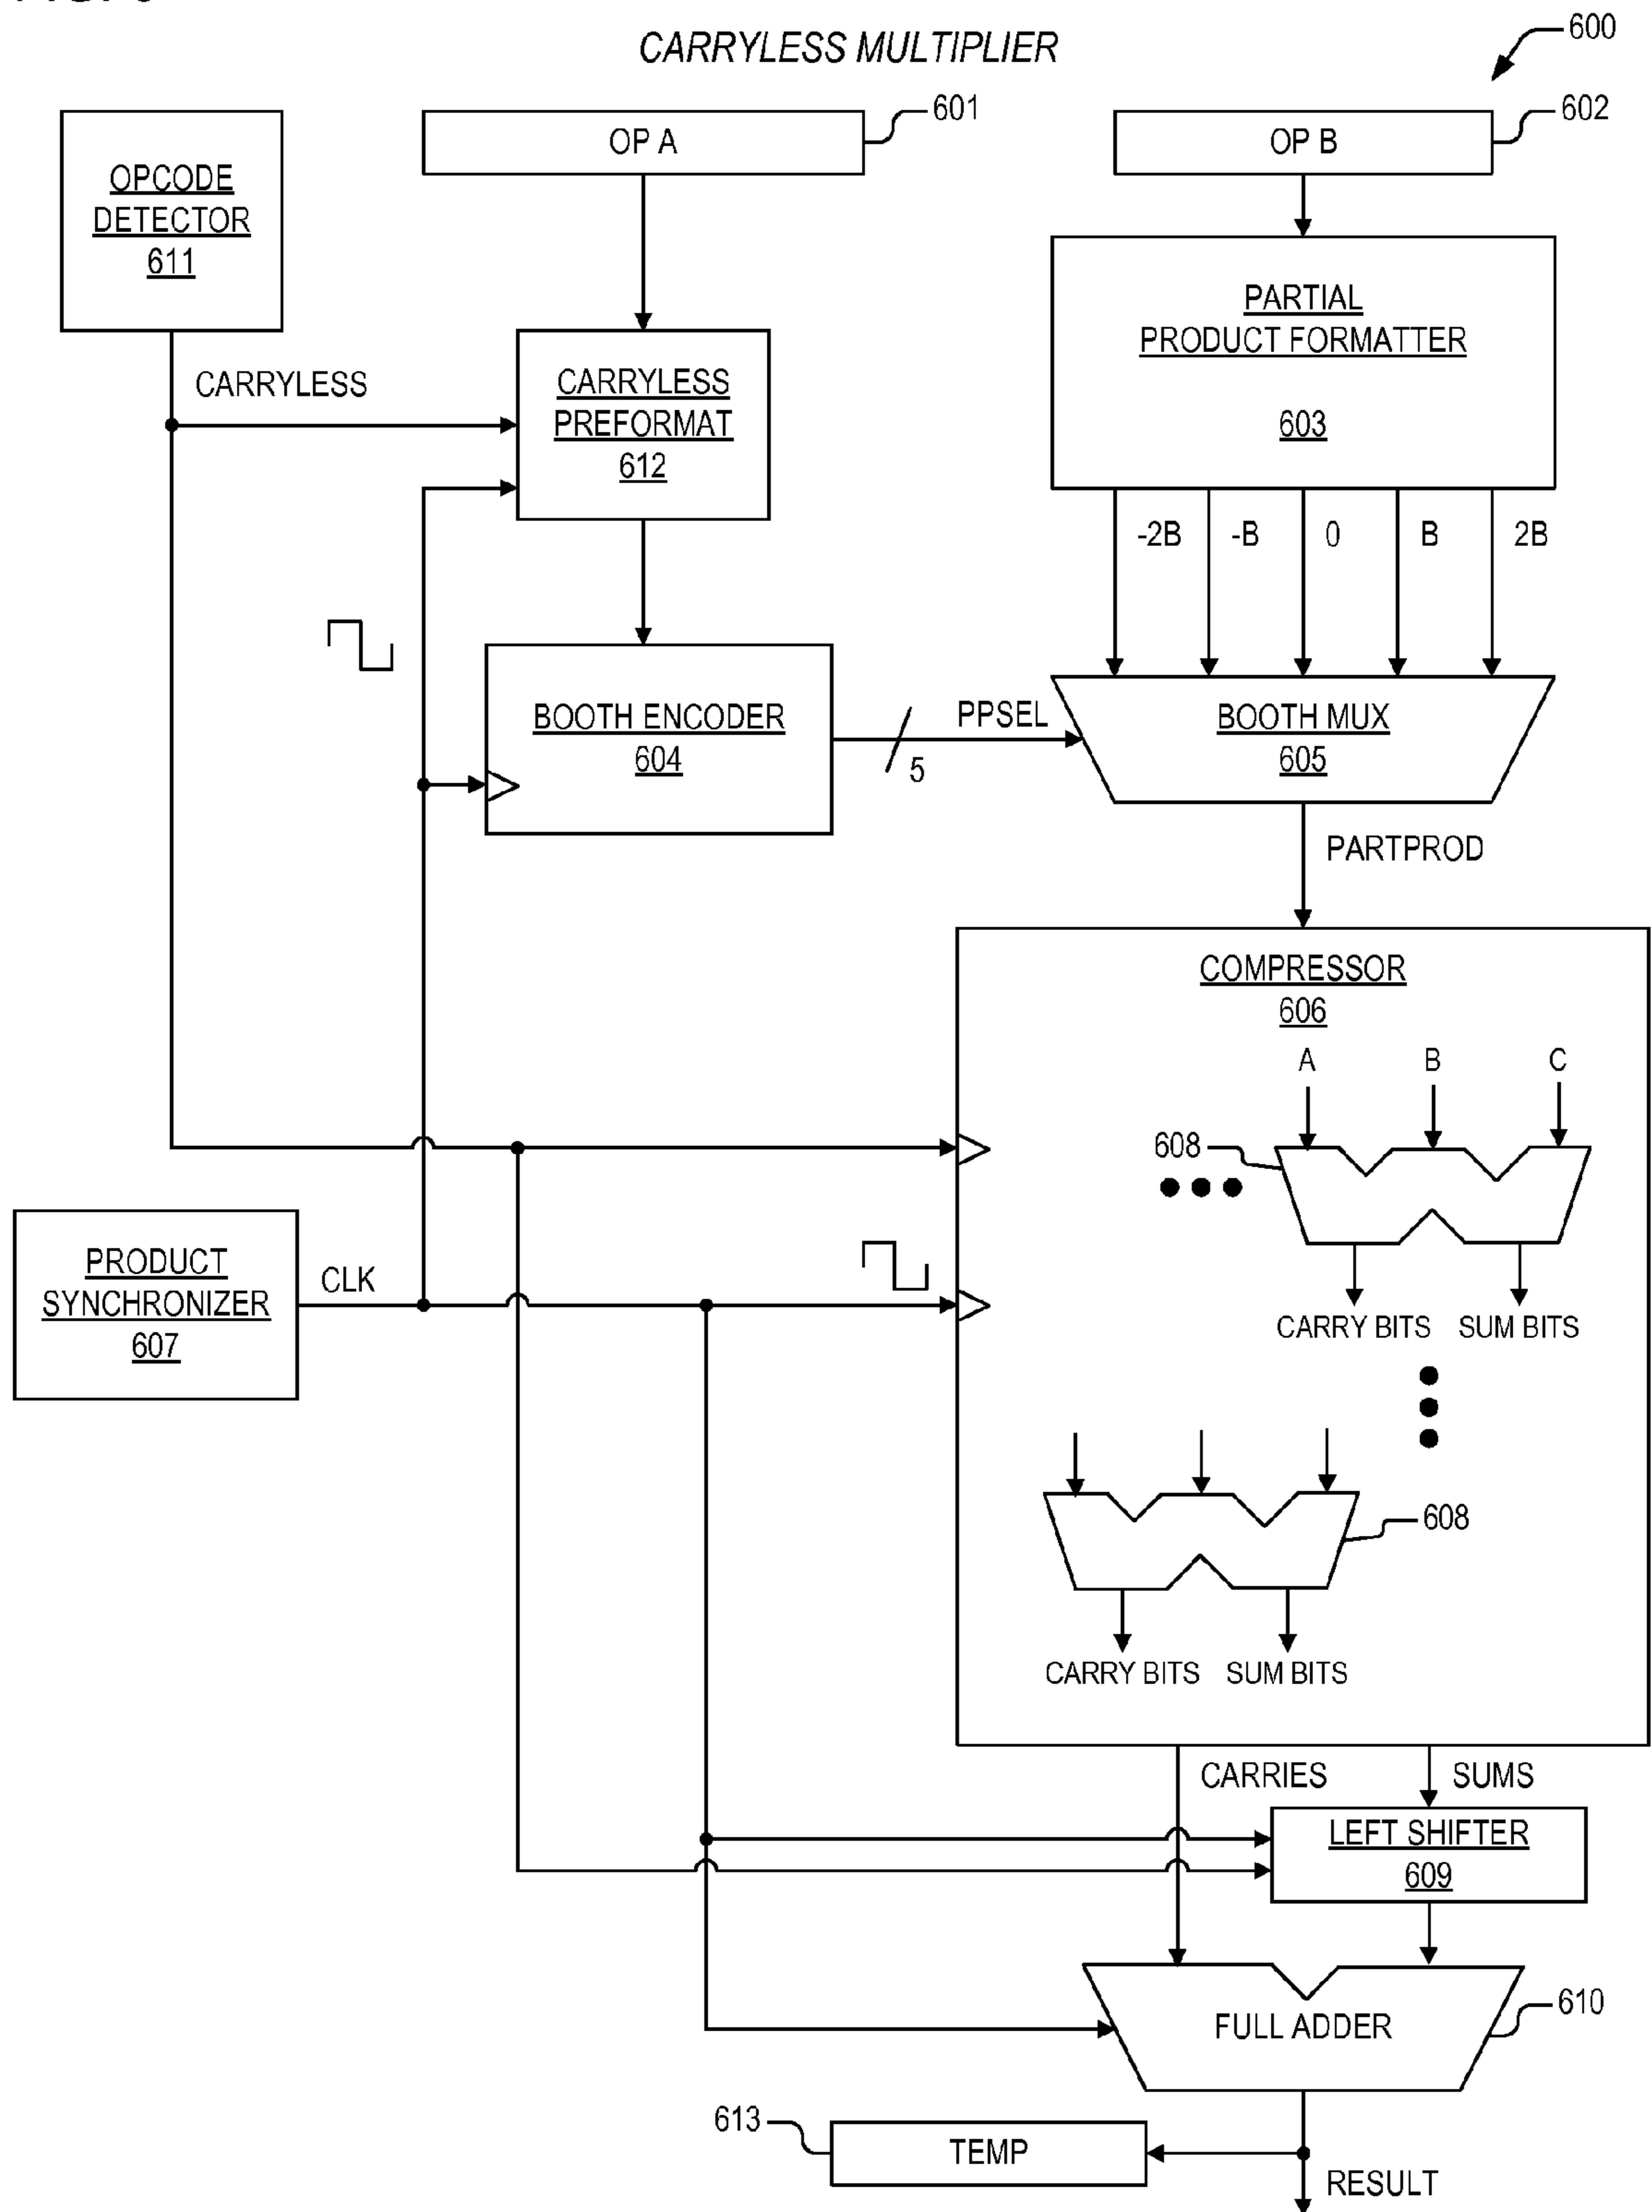 CARRYLESS MULTIPLIER
600
601
602
OP A
OP B
OPCODE
DETECTOR
611
PARTIAL
PRODUCT FORMATTER
603
CARRYLESS
CARRYLESS
PREFORMAT
612
-2B
-B
0
B
2B
BOOTH ENCODER
604
PPSEL
5
BOOTH MUX
605
PARTPROD
COMPRESSOR
606
A
B
C
608
CARRY BITS
SUM BITS
PRODUCT
SYNCHRONIZER
607
CLK
608
CARRY BITS
SUM BITS
CARRIES
SUMS
LEFT SHIFTER
609
FULL ADDER
610
613
TEMP
RESULT